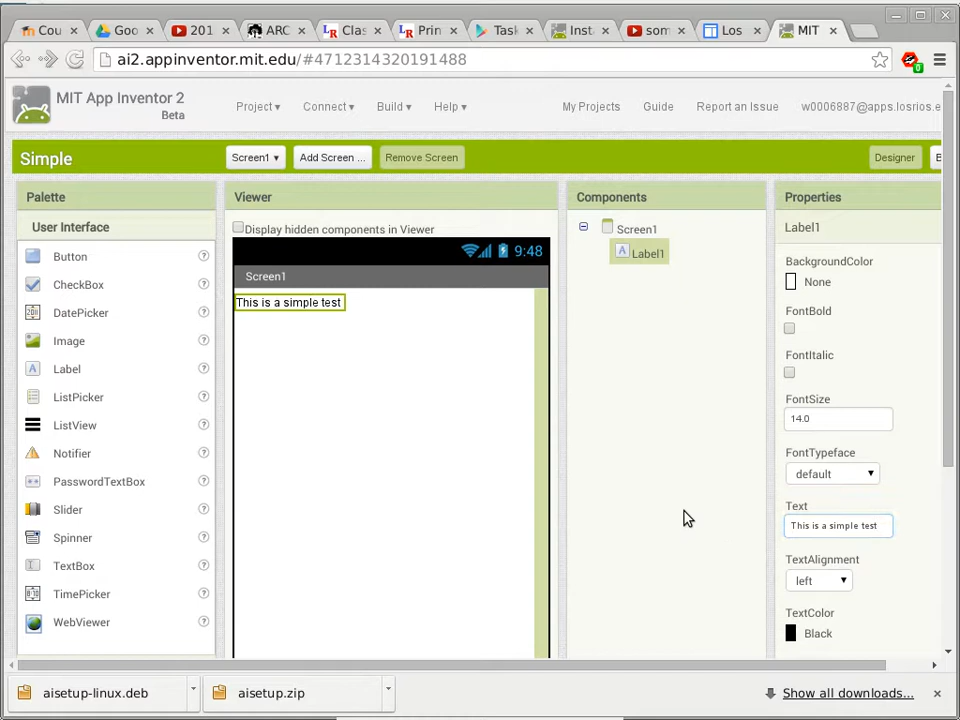 Cou
Goo
201
ARC
Clas
Prin
Task
Insta
som
Los
MIT
ai2.appinventor.mit.edu/#4712314320191488
MIT App Inventor 2
Beta
Project Connect Build Help
My Projects Guide Report an Issue w0006887@apps.losrios.e
Simple
Screen1 Add Screen ... Remove Screen
Designer B
Palette
User Interface
Button ?
CheckBox ?
DatePicker ?
Image ?
Label ?
ListPicker ?
ListView ?
Notifier ?
PasswordTextBox ?
Slider ?
Spinner ?
TextBox ?
TimePicker ?
WebViewer ?
Viewer
Display hidden components in Viewer
9:48
Screen1
This is a simple test
Components
Screen1
A Label1
Properties
Label1
BackgroundColor
None
FontBold
FontItalic
FontSize
14.0
FontTypeface
default
Text
This is a simple test
TextAlignment
left
TextColor
Black
aisetup-linux.deb
aisetup.zip
Show all downloads...